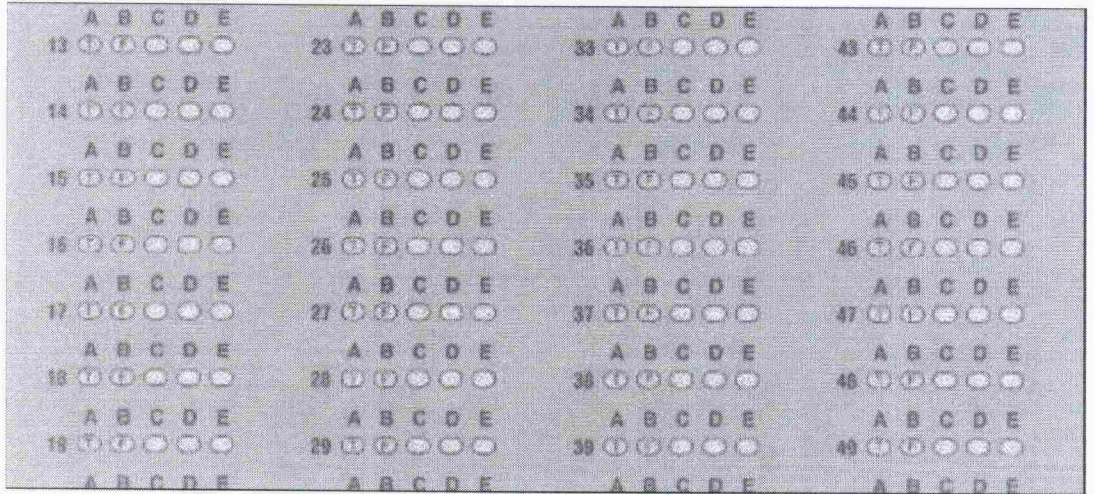 A B C D E A B C D E A B C D E A B C D E
13 T F 23 T F 33 T F 43 T F
A B C D E A B C D E A B C D E A B C D E
14 T F 24 T F 34 T F 44 T F
A B C D E A B C D E A B C D E A B C D E
15 T F 25 T F 35 T F 45 T F
A B C D E A B C D E A B C D E A B C D E
16 T F 26 T F 36 T F 46 T F
A B C D E A B C D E A B C D E A B C D E
17 T F 27 T F 37 T F 47 T F
A B C D E A B C D E A B C D E A B C D E
18 T F 28 T F 38 T F 48 T F
A B C D E A B C D E A B C D E A B C D E
19 T F 29 T F 39 T F 49 T F
A B C D E A B C D E A B C D E A B C D E